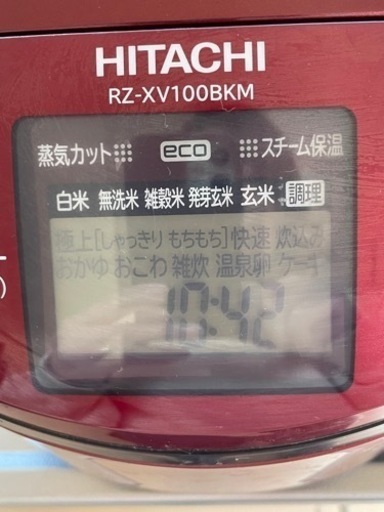 HITACHI
RZ-XV100BKM
蒸気カット eco スチーム保温
白米 無洗米 雑穀米 発芽玄米 玄米 調理
極上[しゃっきり もちもち]快速 炊込み
おかゆ おこわ 雑炊 温泉卵 ケーキ